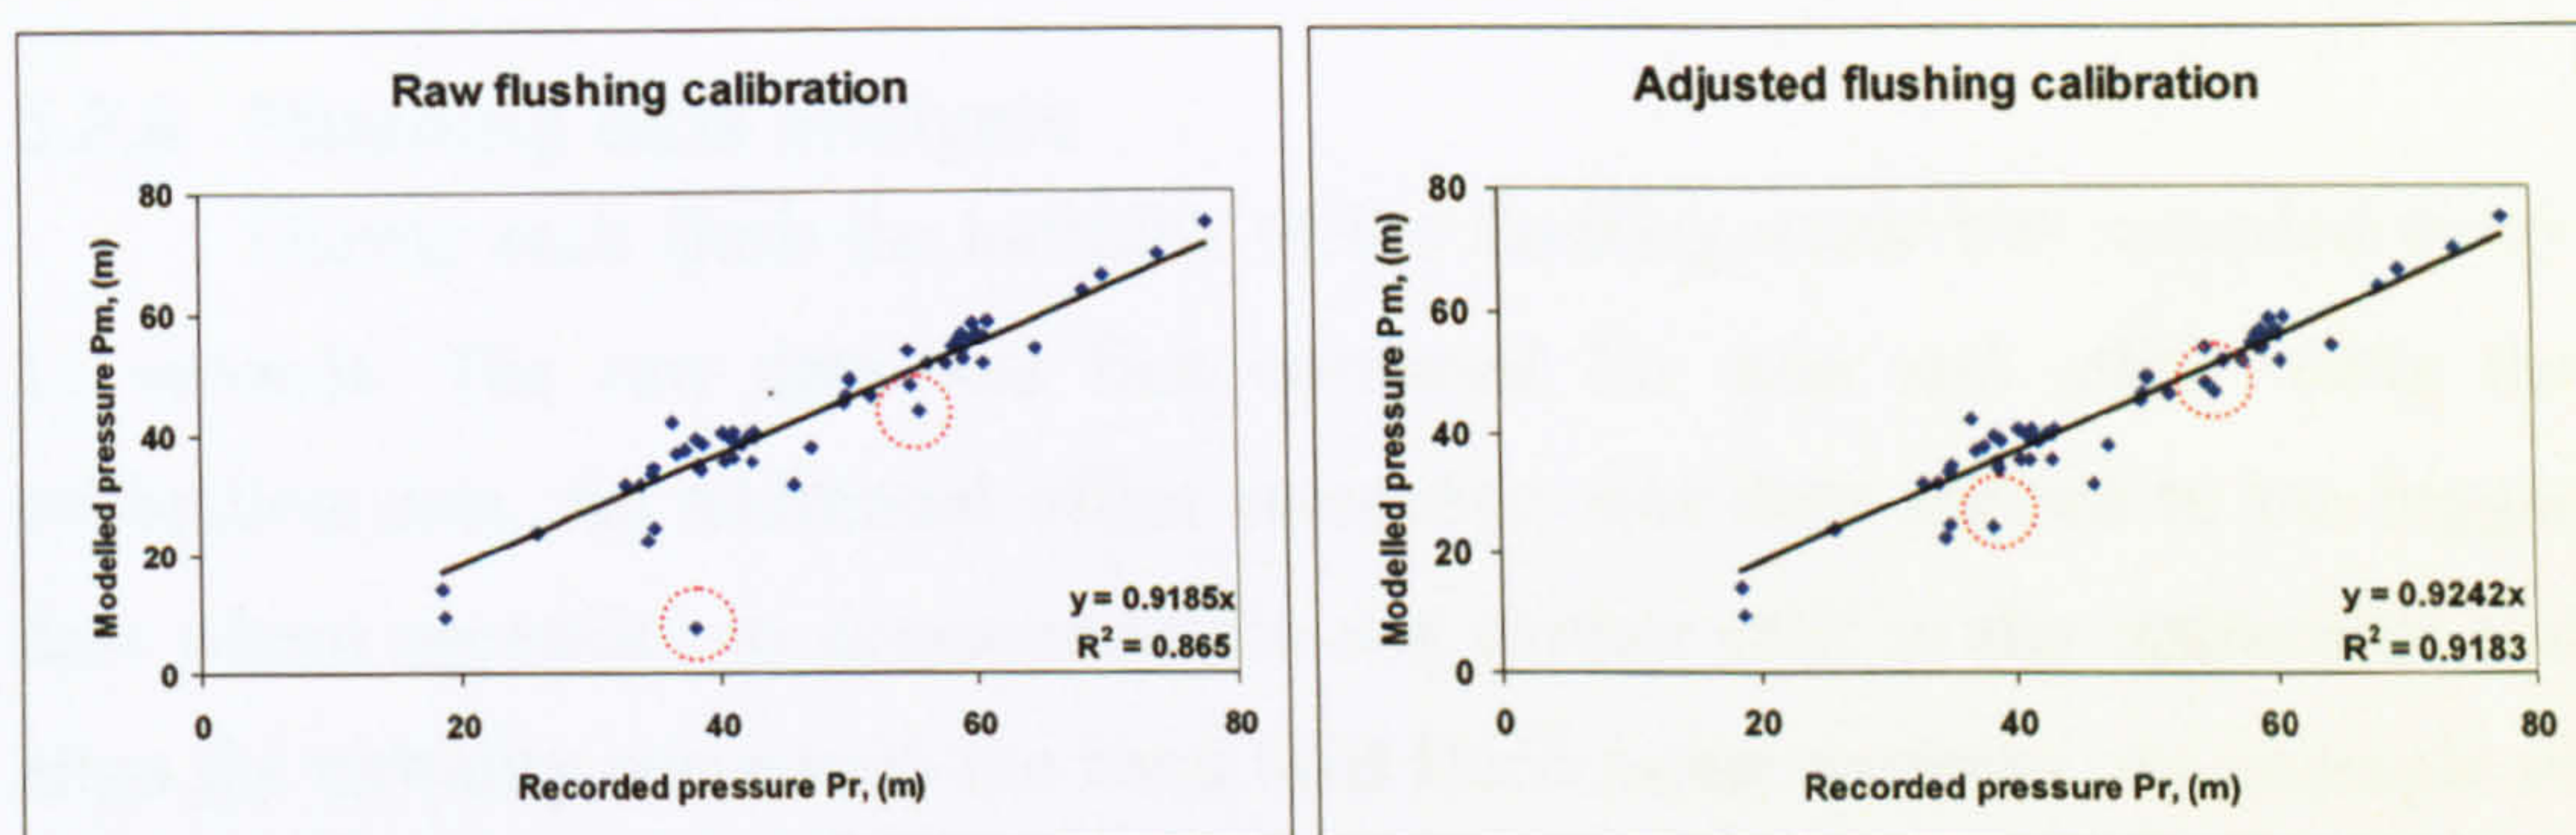 Raw flushing calibration
80
60
40
20
0
Modelled pressure Pm, (m)
y = 0.9185x
R² = 0.865
0 20 40 60 80
Recorded pressure Pr, (m)
Adjusted flushing calibration
80
60
40
20
0
Modelled pressure Pm, (m)
y = 0.9242x
R² = 0.9183
0 20 40 60 80
Recorded pressure Pr, (m)